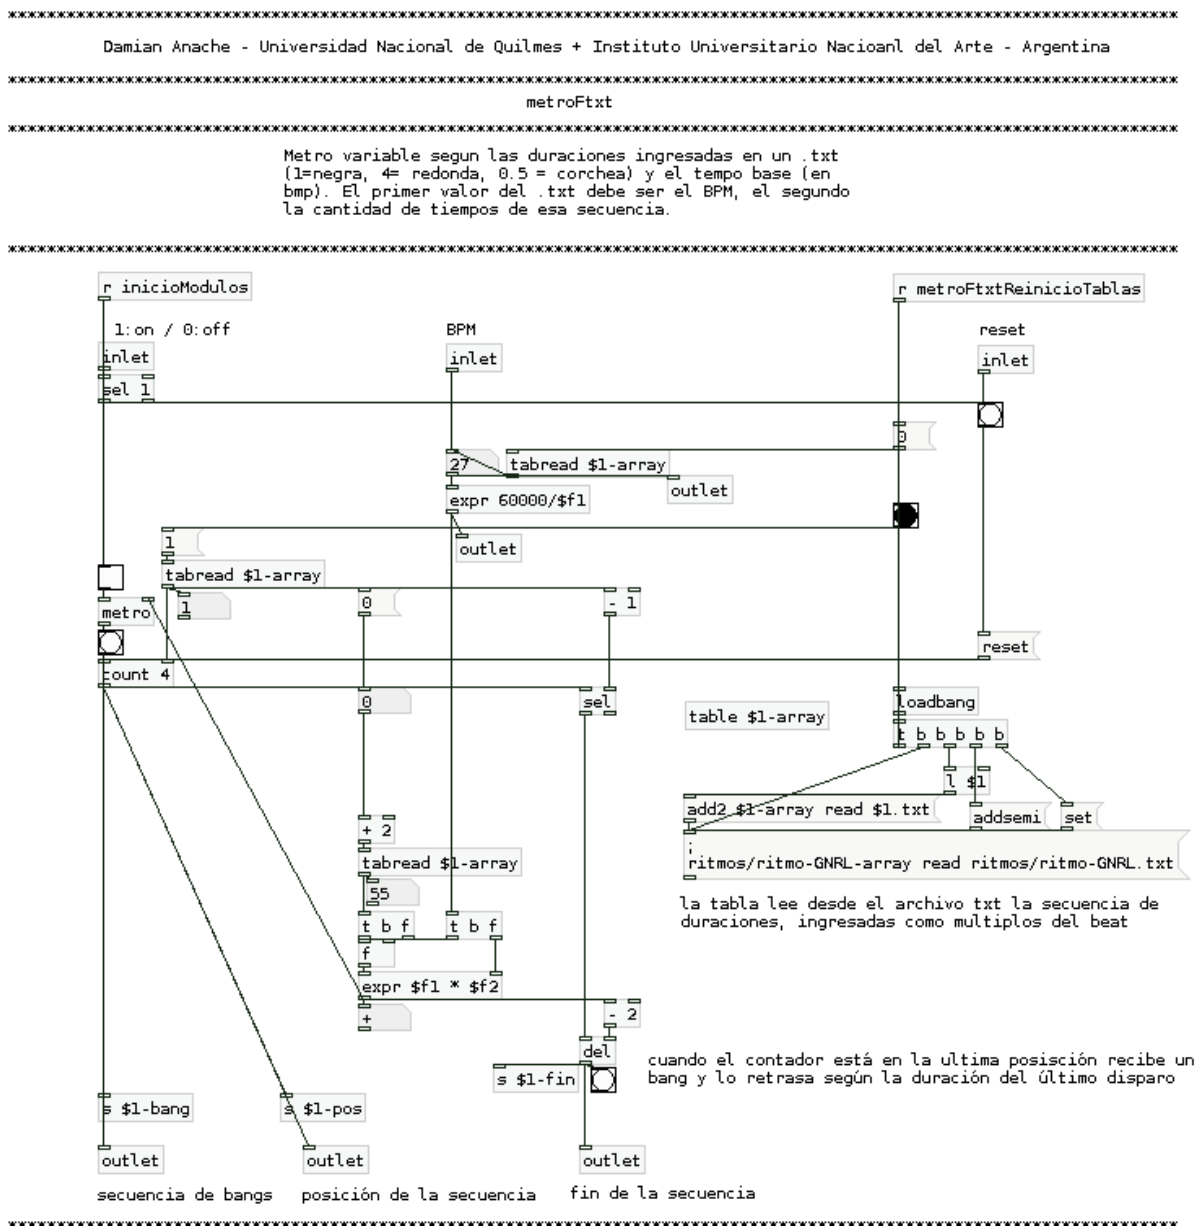 ************************************************************************
Damian Anache - Universidad Nacional de Quilmes + Instituto Universitario Nacioanl del Arte - Argentina
************************************************************************
metroFtxt
************************************************************************
Metro variable segun las duraciones ingresadas en un .txt
(1=negra, 4= redonda, 0.5 = corchea) y el tempo base (en
bmp). El primer valor del .txt debe ser el BPM, el segundo
la cantidad de tiempos de esa secuencia.
************************************************************************
r inicioModulos
r metroFtxtReinicioTablas
1:on / 0:off
BPM
reset
inlet
inlet
inlet
sel 1
0
27
tabread $1-array
outlet
expr 60000/$f1
outlet
1
tabread $1-array
1
0
- 1
metro
reset
count 4
0
sel
table $1-array
loadbang
t b b b b b
l $1
add2 $1-array read $1.txt
addsemi
set
+ 2
;
ritmos/ritmo-GNRL-array read ritmos/ritmo-GNRL.txt
tabread $1-array
55
la tabla lee desde el archivo txt la secuencia de
duraciones, ingresadas como multiplos del beat
t b f
t b f
f
expr $f1 * $f2
+
- 2
del
cuando el contador está en la ultima posisción recibe un
bang y lo retrasa según la duración del último disparo
s $1-fin
s $1-bang
s $1-pos
outlet
outlet
outlet
secuencia de bangs
posición de la secuencia
fin de la secuencia
************************************************************************